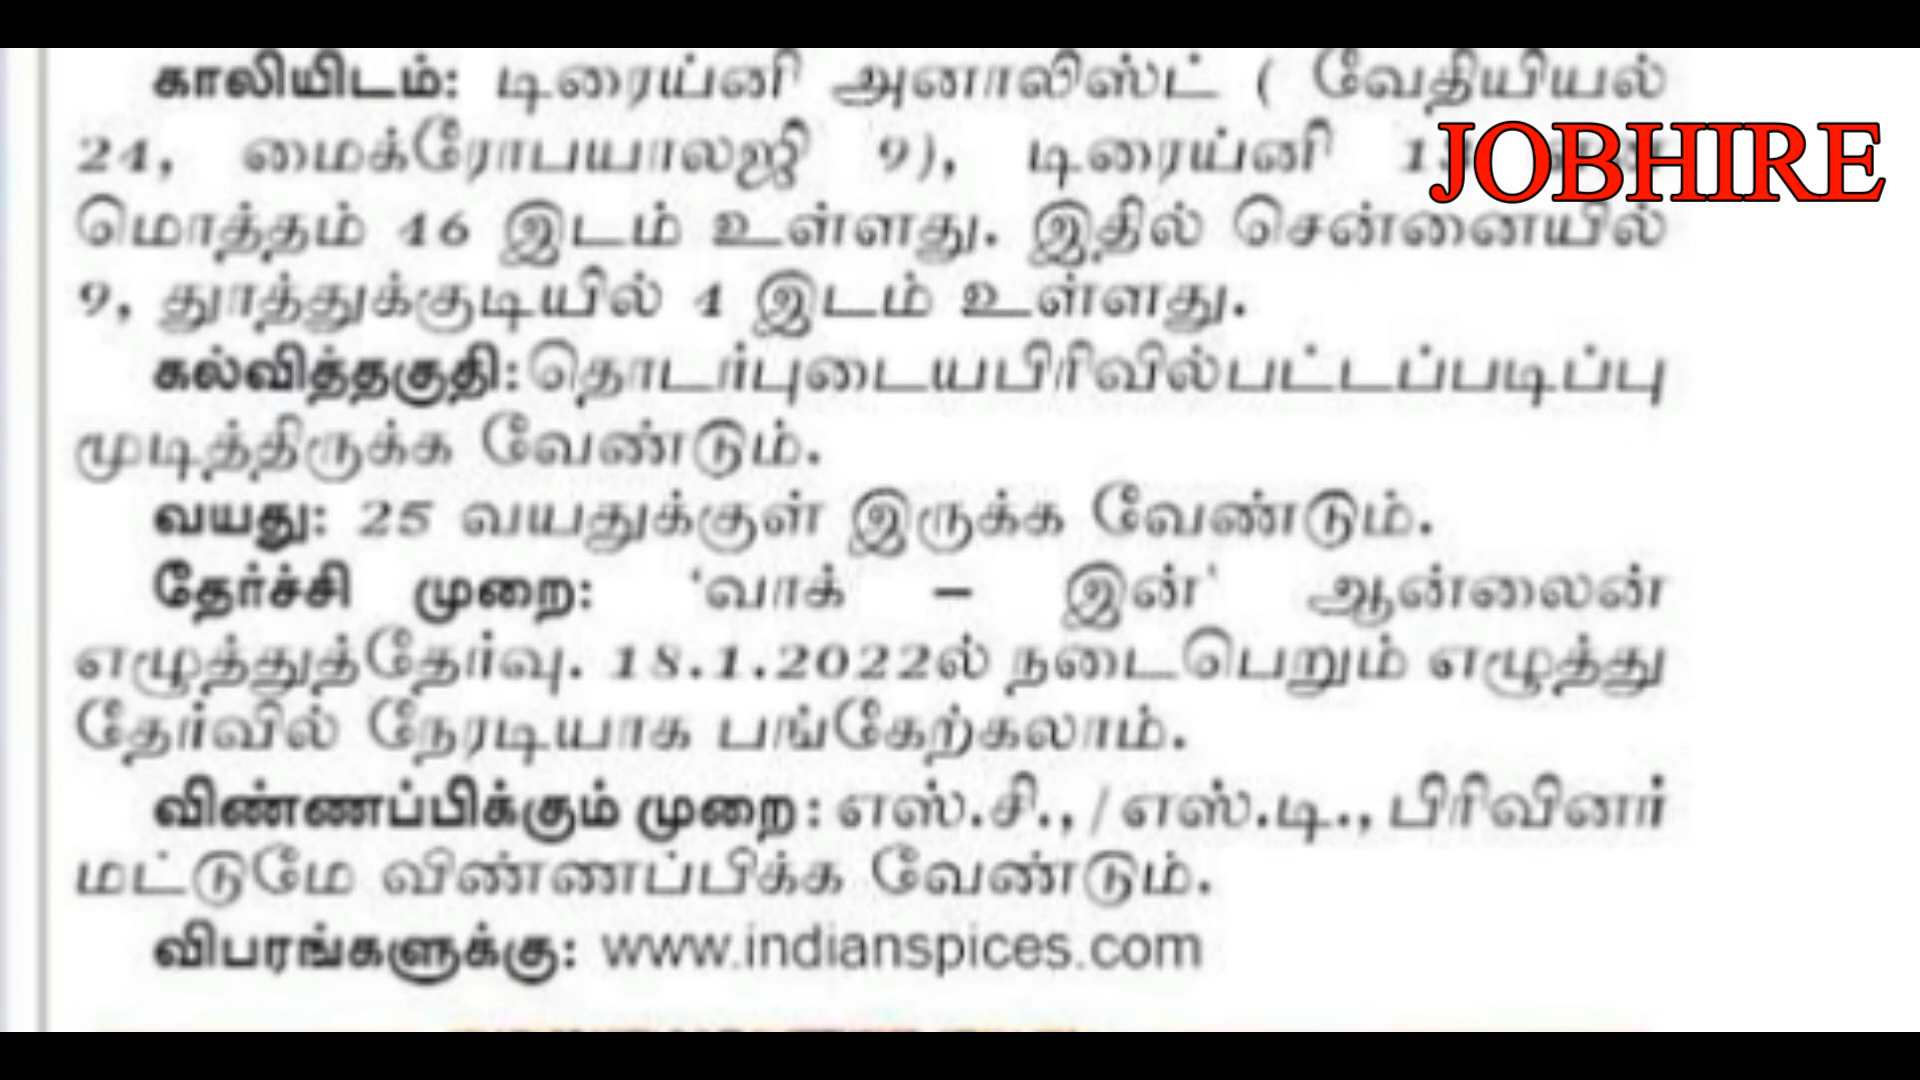 காலியிடம்: டிரைய்னி அனாலிஸ்ட் ( வேதியியல்
24, மைக்ரோபயாலஜி 9), டிரைய்னி
JOBHIRE
மொத்தம் 46 இடம் உள்ளது. இதில் சென்னையில்
9, தூத்துக்குடியில் 4 இடம் உள்ளது.
கல்வித்தகுதி: தொடர்புடையபிரிவில்பட்டப்படிப்பு
முடித்திருக்க வேண்டும்.
வயது: 25 வயதுக்குள் இருக்க வேண்டும்.
தேர்ச்சி முறை: 'வாக் – இன்' ஆன்லைன்
எழுத்துத்தேர்வு. 18.1.2022ல் நடைபெறும் எழுத்து
தேர்வில் நேரடியாக பங்கேற்கலாம்.
விண்ணப்பிக்கும் முறை : எஸ்.சி., / எஸ்.டி., பிரிவினர்
மட்டுமே விண்ணப்பிக்க வேண்டும்.
விபரங்களுக்கு: www.indianspices.com